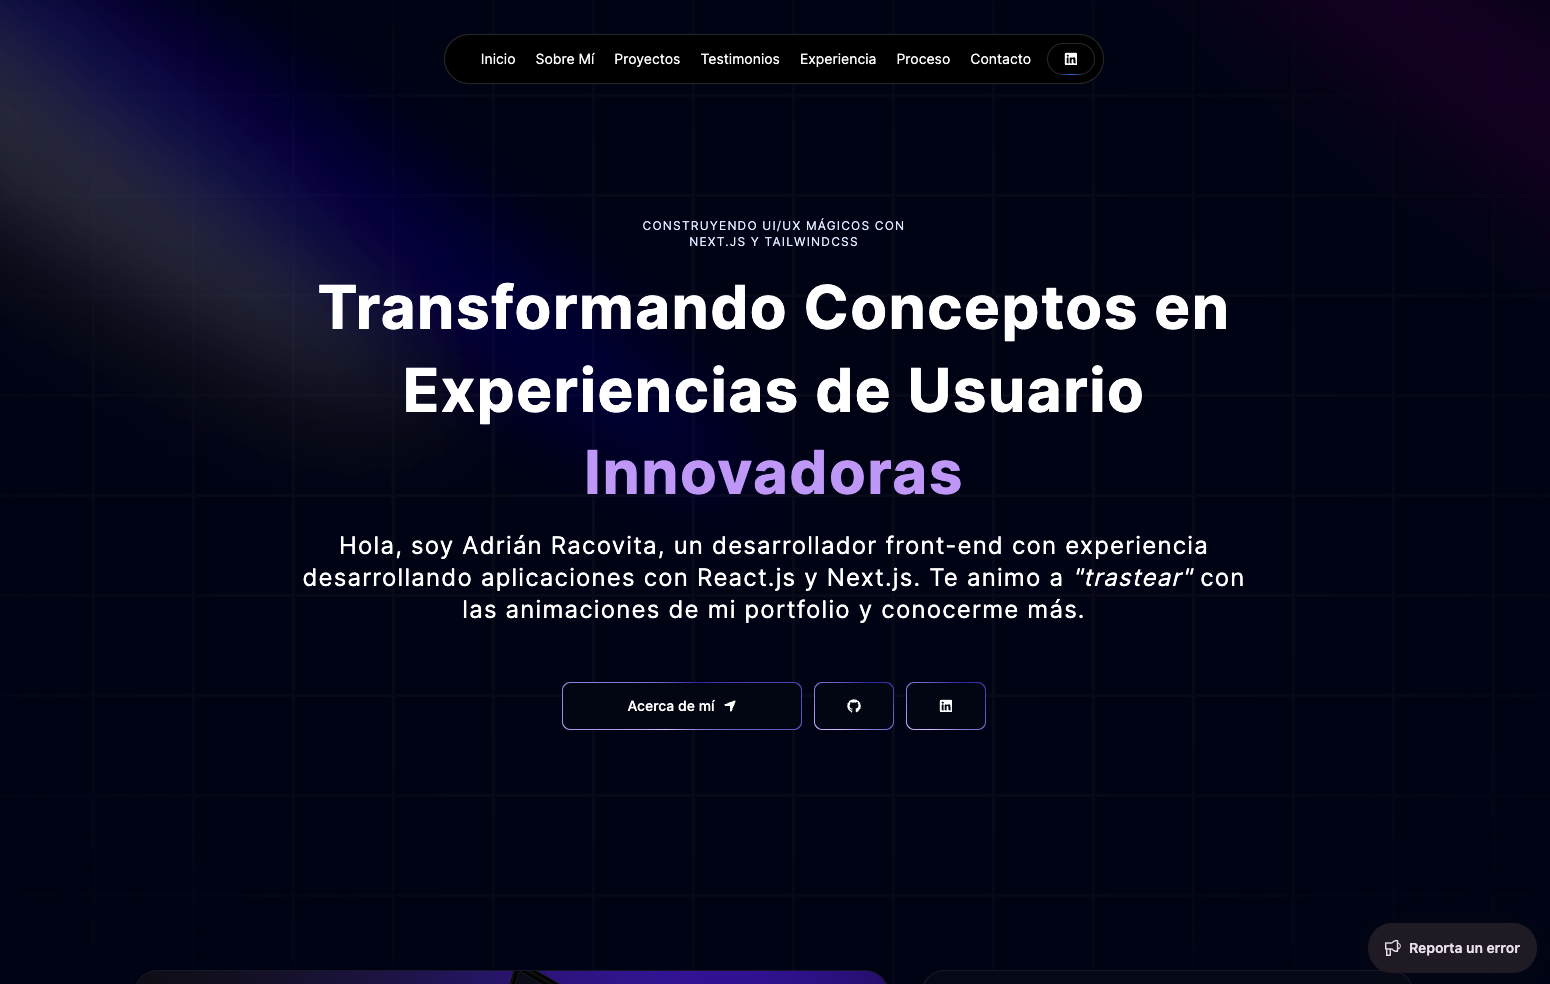 Inicio Sobre Mí Proyectos Testimonios Experiencia Proceso Contacto
CONSTRUYENDO UI/UX MÁGICOS CON
NEXT.JS Y TAILWINDCSS
Transformando Conceptos en
Experiencias de Usuario
Innovadoras
Hola, soy Adrián Racovita, un desarrollador front-end con experiencia
desarrollando aplicaciones con React.js y Next.js. Te animo a "trastear" con
las animaciones de mi portfolio y conocerme más.
Acerca de mí
Reporta un error